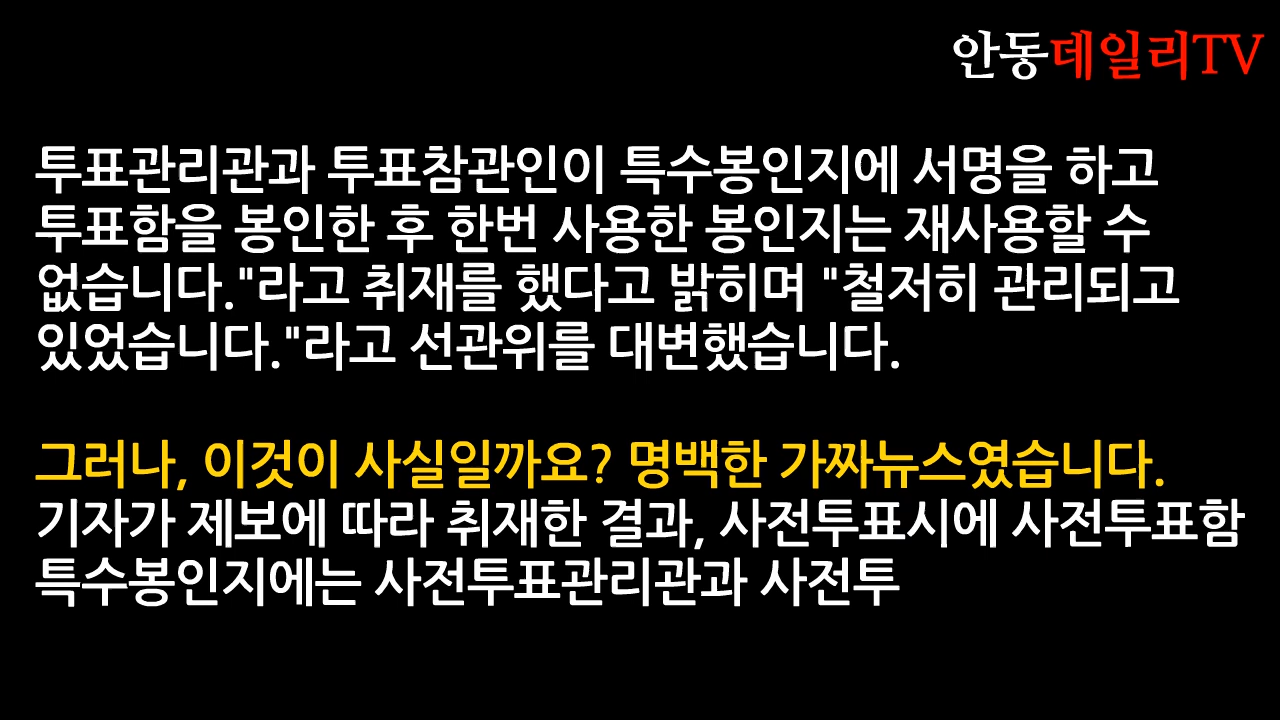 안동데일리TV
투표관리관과 투표참관인이 특수봉인지에 서명을 하고
투표함을 봉인한 후 한번 사용한 봉인지는 재사용할 수
없습니다."라고 취재를 했다고 밝히며 "철저히 관리되고
있었습니다."라고 선관위를 대변했습니다.
그러나, 이것이 사실일까요? 명백한 가짜뉴스였습니다.
기자가 제보에 따라 취재한 결과, 사전투표시에 사전투표함
특수봉인지에는 사전투표관리관과 사전투